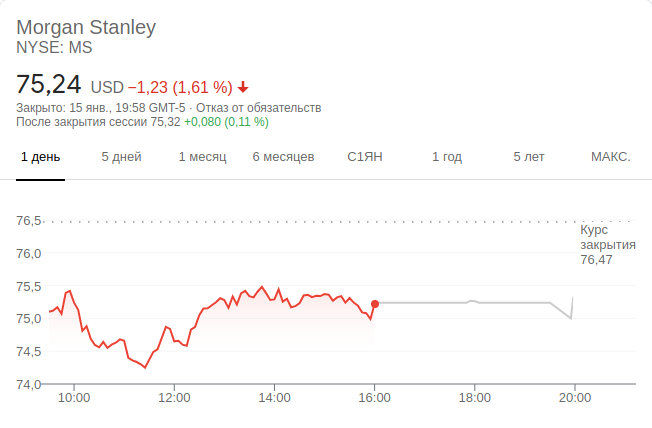 Morgan Stanley
NYSE: MS
75,24 USD −1,23 (1,61 %)
Закрыто: 15 янв., 19:58 GMT-5 · Отказ от обязательств
После закрытия сессии 75,32 +0,080 (0,11 %)
1 день 5 дней 1 месяц 6 месяцев С1ЯН 1 год 5 лет МАКС.
76,5
Курс
закрытия
76,47
76,0
75,5
75,0
74,5
74,0
10:00 12:00 14:00 16:00 18:00 20:00